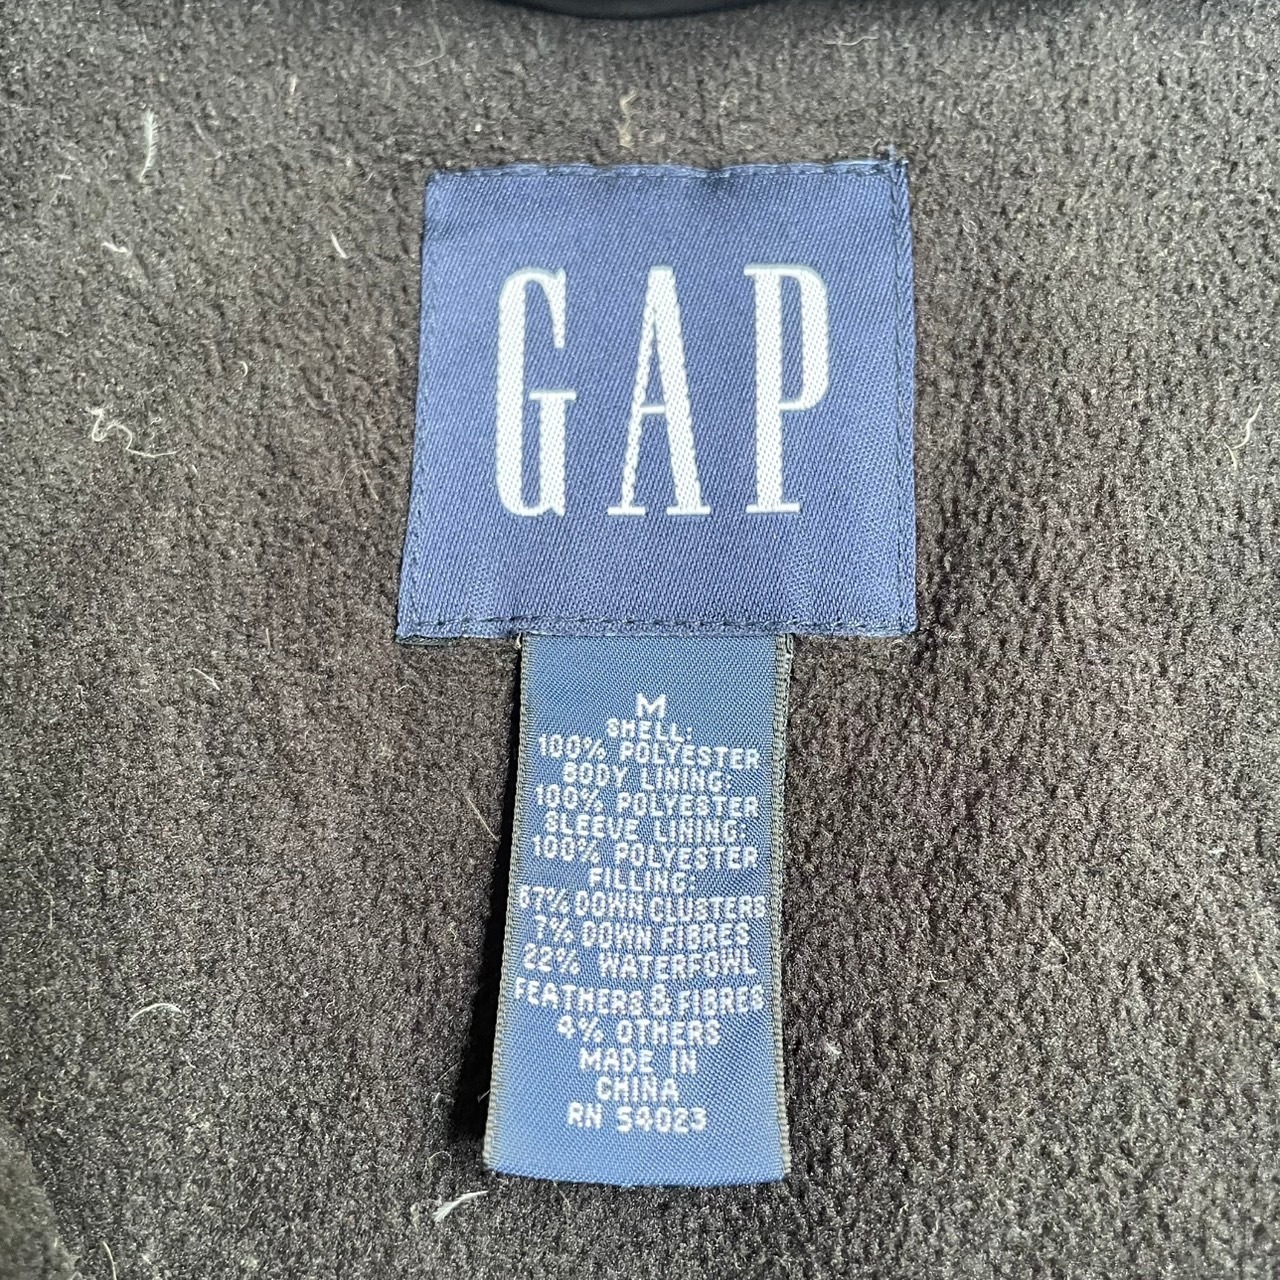 GAP
M
SHELL:
100% POLYESTER
BODY LINING:
100% POLYESTER
SLEEVE LINING:
100% POLYESTER
FILLING:
67% DOWN CLUSTERS
7% DOWN FIBRES
22% WATERFOWL
FEATHERS & FIBRES
4% OTHERS
MADE IN
CHINA
RN 54023